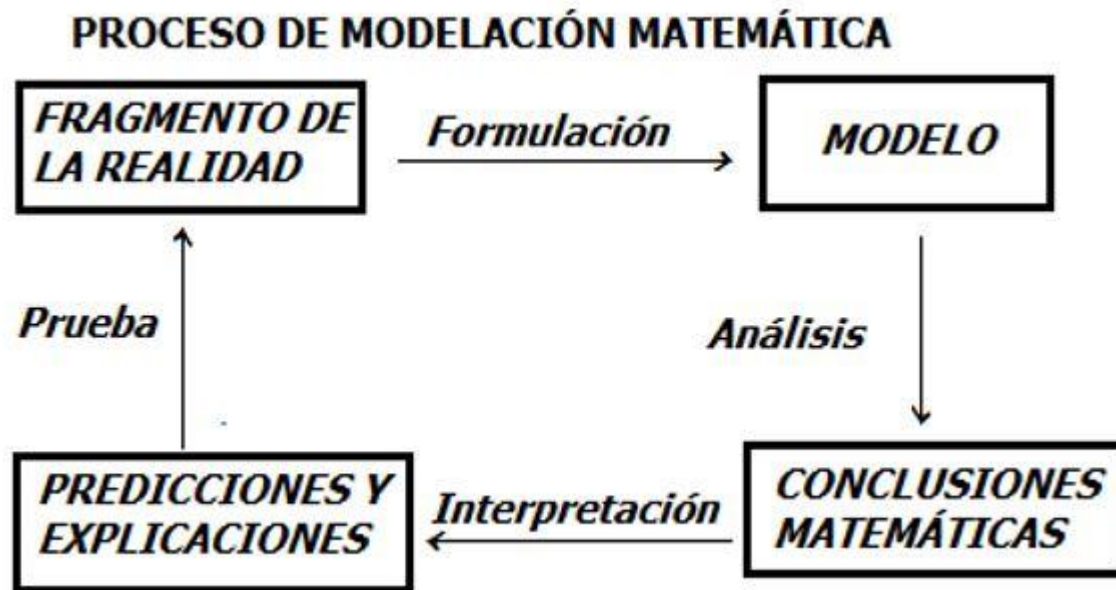 PROCESO DE MODELACIÓN MATEMÁTICA
FRAGMENTO DE
LA REALIDAD
Formulación
MODELO
Prueba
Análisis
PREDICCIONES Y
EXPLICACIONES
Interpretación
CONCLUSIONES
MATEMÁTICAS